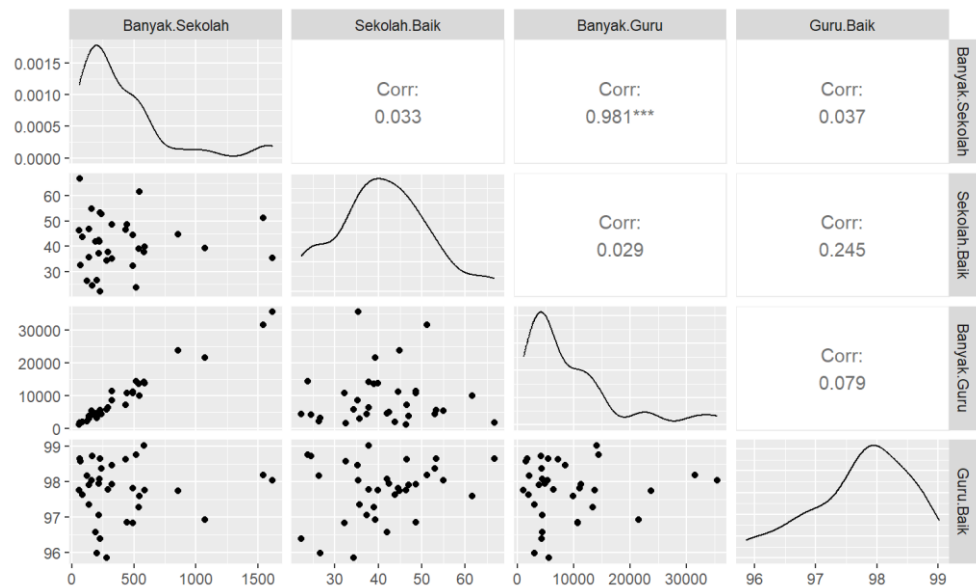 Banyak.Sekolah Sekolah.Baik Banyak.Guru Guru.Baik
0.0015
0.0010
0.0005
0.0000
Corr:
0.033
Corr:
0.981***
Corr:
0.037
Banyak.Sekolah
60
50
40
30
Corr:
0.029
Corr:
0.245
Sekolah.Baik
30000
20000
10000
0
Corr:
0.079
Banyak.Guru
99
98
97
96
Guru.Baik
0 500 1000 1500
30 40 50 60
0 10000 20000 30000
96 97 98 99